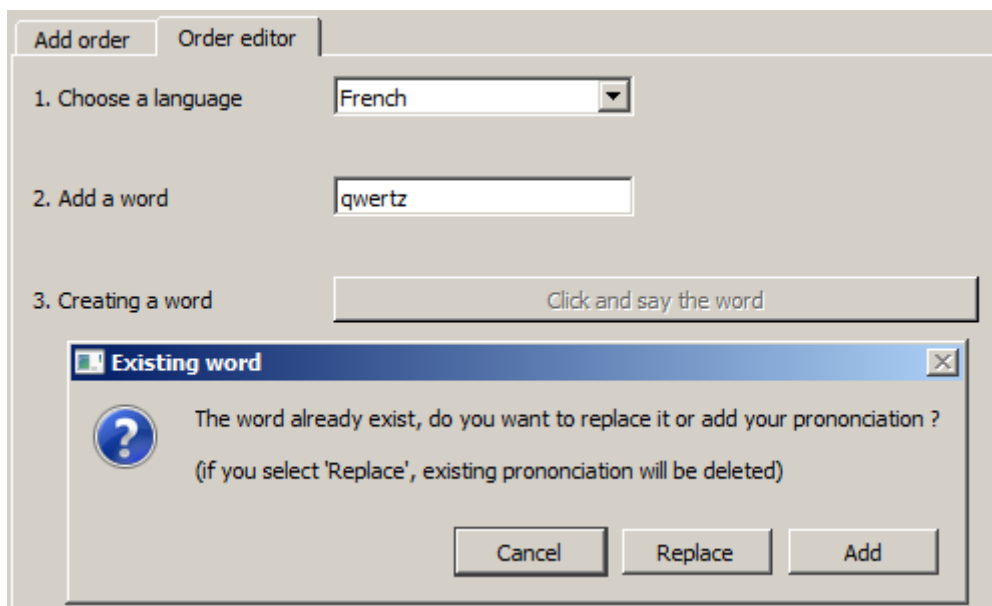 Add order Order editor
1. Choose a language French
2. Add a word qwertz
3. Creating a word Click and say the word
Existing word
The word already exist, do you want to replace it or add your prononciation ?
(if you select 'Replace', existing prononciation will be deleted)
Cancel Replace Add